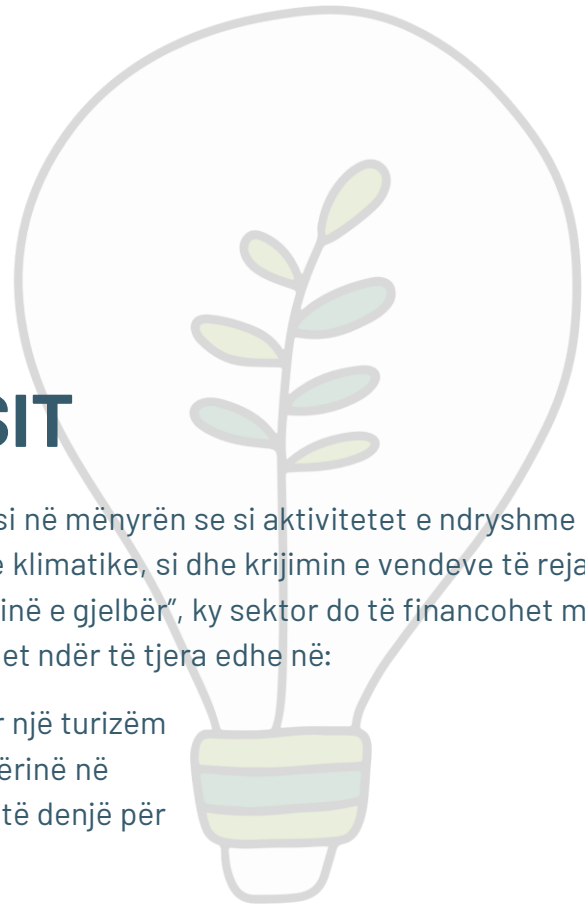 SIT
si në mënyrën se si aktivitetet e ndryshme
klimatike, si dhe krijimin e vendeve të reja
inë e gjelbër”, ky sektor do të financohet m
et ndër të tjera edhe në:
r një turizëm
ërinë në
të denjë për